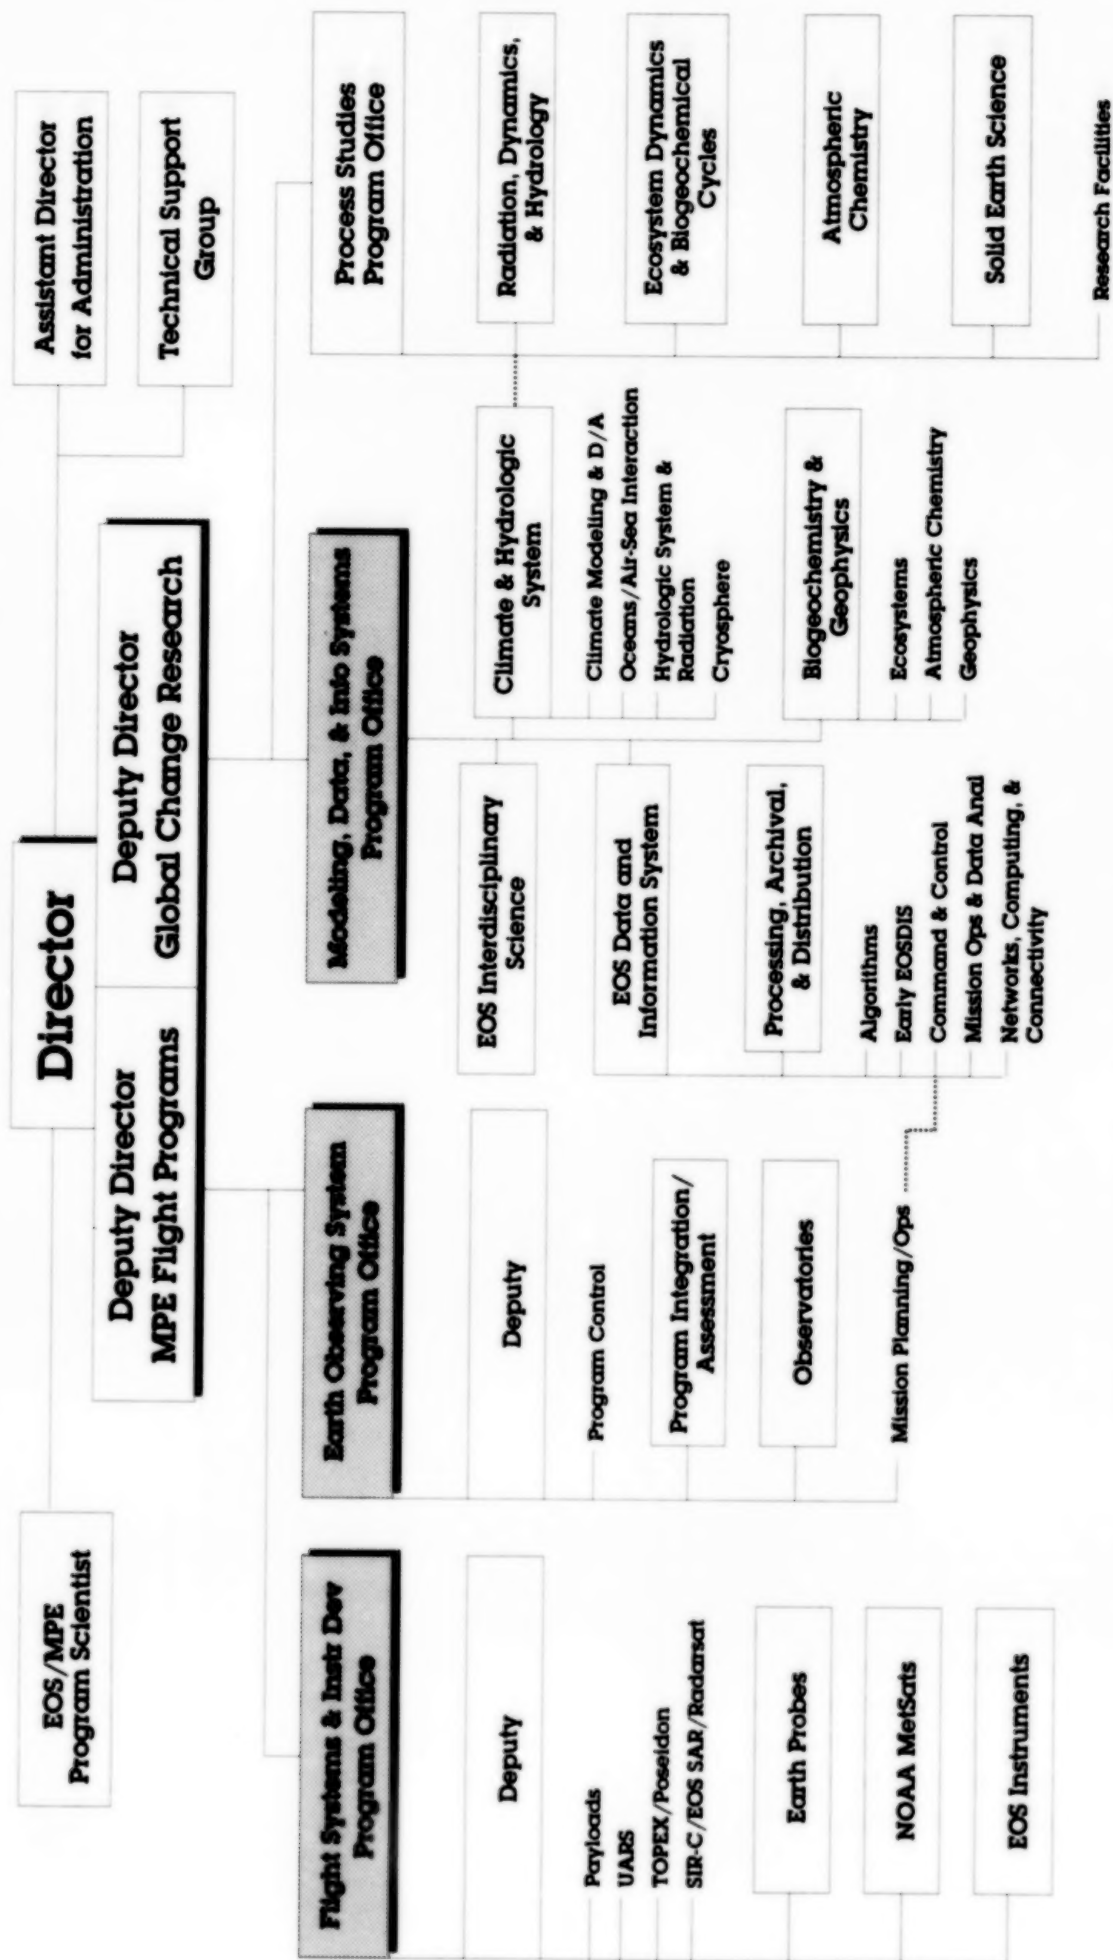 Director
EOS/MPE
Program Scientist
Assistant Director
for Administration
Technical Support
Group
Deputy Director
MPE Flight Programs
Deputy Director
Global Change Research
Flight Systems & Instr Dev
Program Office
Deputy
Payloads
UARS
TOPEX/Poseidon
SIR-C/EOS SAR/Radarsat
Earth Probes
NOAA MetSats
EOS Instruments
Earth Observing System
Program Office
Deputy
Program Control
Program Integration/
Assessment
Observatories
Mission Planning/Ops
Modeling, Data, & Info Systems
Program Office
EOS Interdisciplinary
Science
EOS Data and
Information System
Processing, Archival,
& Distribution
Algorithms
Early EOSDIS
Command & Control
Mission Ops & Data Anal
Networks, Computing, &
Connectivity
Climate & Hydrologic
System
Climate Modeling & D/A
Oceans/Air-Sea Interaction
Hydrologic System &
Radiation
Cryosphere
Biogeochemistry &
Geophysics
Ecosystems
Atmospheric Chemistry
Geophysics
Process Studies
Program Office
Radiation, Dynamics,
& Hydrology
Ecosystem Dynamics
& Biogeochemical
Cycles
Atmospheric
Chemistry
Solid Earth Science
Research Facilities